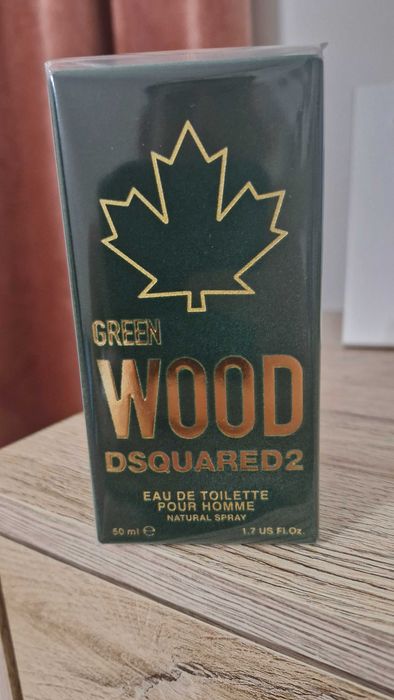 GREEN
WOOD
DSQUARED2
EAU DE TOILETTE
POUR HOMME
NATURAL SPRAY
50 ml ℮ 1.7 US Fl.Oz.